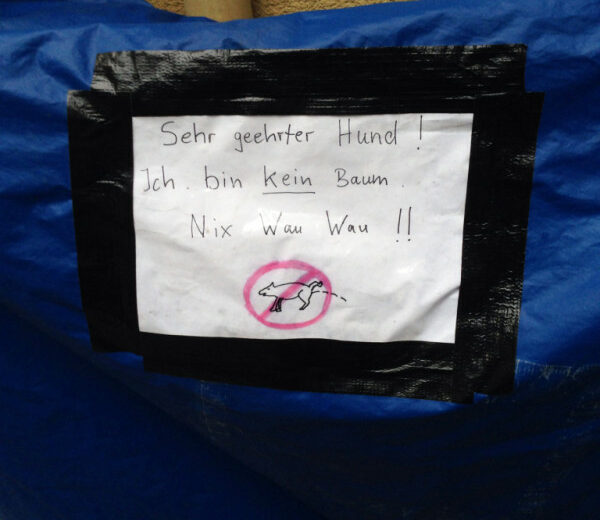 Sehr geehrter Hund !
Ich bin kein Baum.
Nix Wau Wau !!